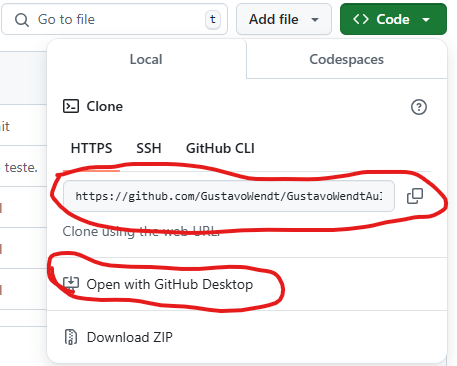 Go to file
t
Add file
<> Code
Local
Codespaces
Clone
it
HTTPS
SSH
GitHub CLI
teste.
https://github.com/GustavoWendt/GustavoWendtAu
Clone using the web URL.
Open with GitHub Desktop
Download ZIP